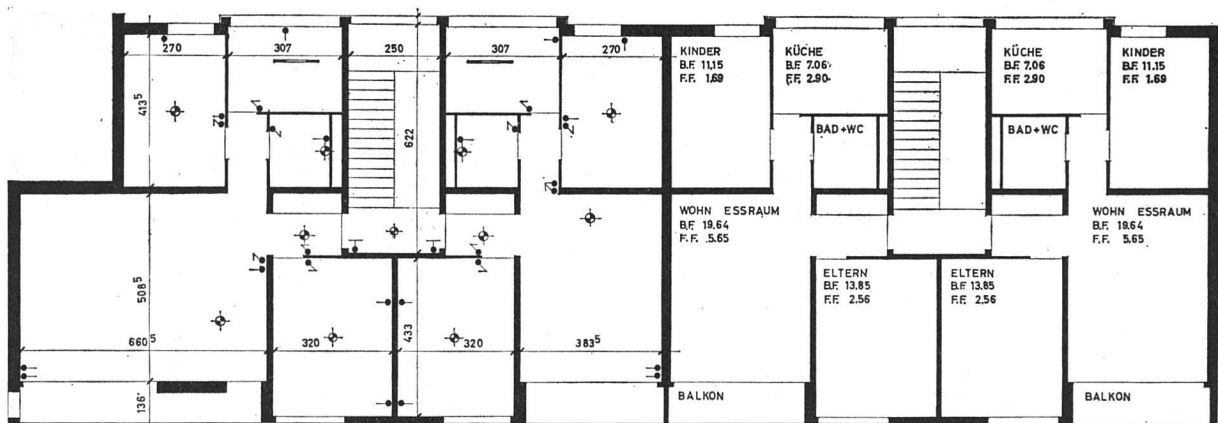 270
307
250
307
270
KINDER
B.F. 11,15
F.F. 1.69
KÜCHE
B.F. 7.06
F.F. 2.90
KÜCHE
B.F. 7,06
F.F. 2.90
KINDER
B.F. 11.15
F.F. 1.69
413⁵
622
BAD+WC
BAD+WC
WOHN ESSRAUM
B.F. 19.64
F.F. 5.65
WOHN ESSRAUM
B.F. 19.64
F.F. 5.65
508⁵
ELTERN
B.F. 13.85
F.F. 2.56
ELTERN
B.F. 13.85
F.F. 2,56
660⁵
320
433
320
383⁵
136
BALKON
BALKON